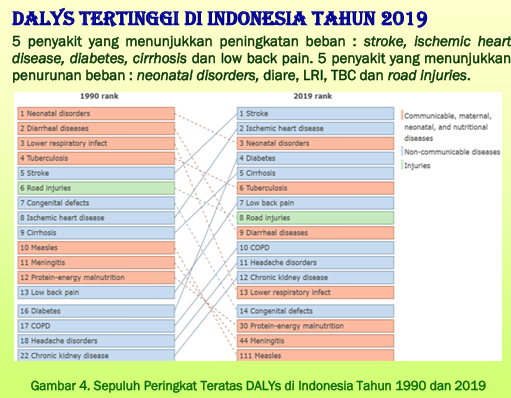 DALYS TERTINGGI DI INDONESIA TAHUN 2019
5 penyakit yang menunjukkan peningkatan beban : stroke, ischemic heart
disease, diabetes, cirrhosis dan low back pain. 5 penyakit yang menunjukkan
penurunan beban : neonatal disorders, diare, LRI, TBC dan road injuries.
1990 rank
1 Neonatal disorders
2 Diarrheal diseases
3 Lower respiratory infect
4 Tuberculosis
5 Stroke
6 Road injuries
7 Congenital defects
8 Ischemic heart disease
9 Cirrhosis
10 Measles
11 Meningitis
12 Protein-energy malnutrition
13 Low back pain
16 Diabetes
17 COPD
18 Headache disorders
22 Chronic kidney disease
2019 rank
1 Stroke
2 Ischemic heart disease
3 Neonatal disorders
4 Diabetes
5 Cirrhosis
6 Tuberculosis
7 Low back pain
8 Road injuries
9 Diarrheal diseases
10 COPD
11 Headache disorders
12 Chronic kidney disease
13 Lower respiratory infect
14 Congenital defects
30 Protein-energy malnutrition
44 Meningitis
111 Measles
Communicable, maternal,
neonatal, and nutritional
diseases
Non-communicable diseases
Injuries
Gambar 4. Sepuluh Peringkat Teratas DALYs di Indonesia Tahun 1990 dan 2019